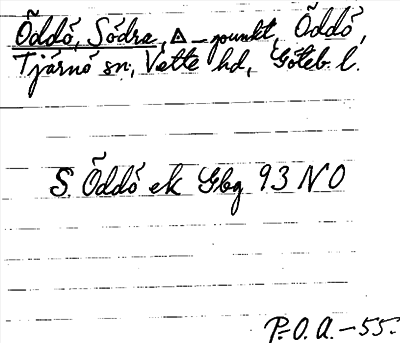 Öddö, Södra, △-punkt, Öddö,
Tjärnö sn, Vette hd, Göteb. l.
S. Öddö ek Gbg 93 NO
P.O.A. - 55.